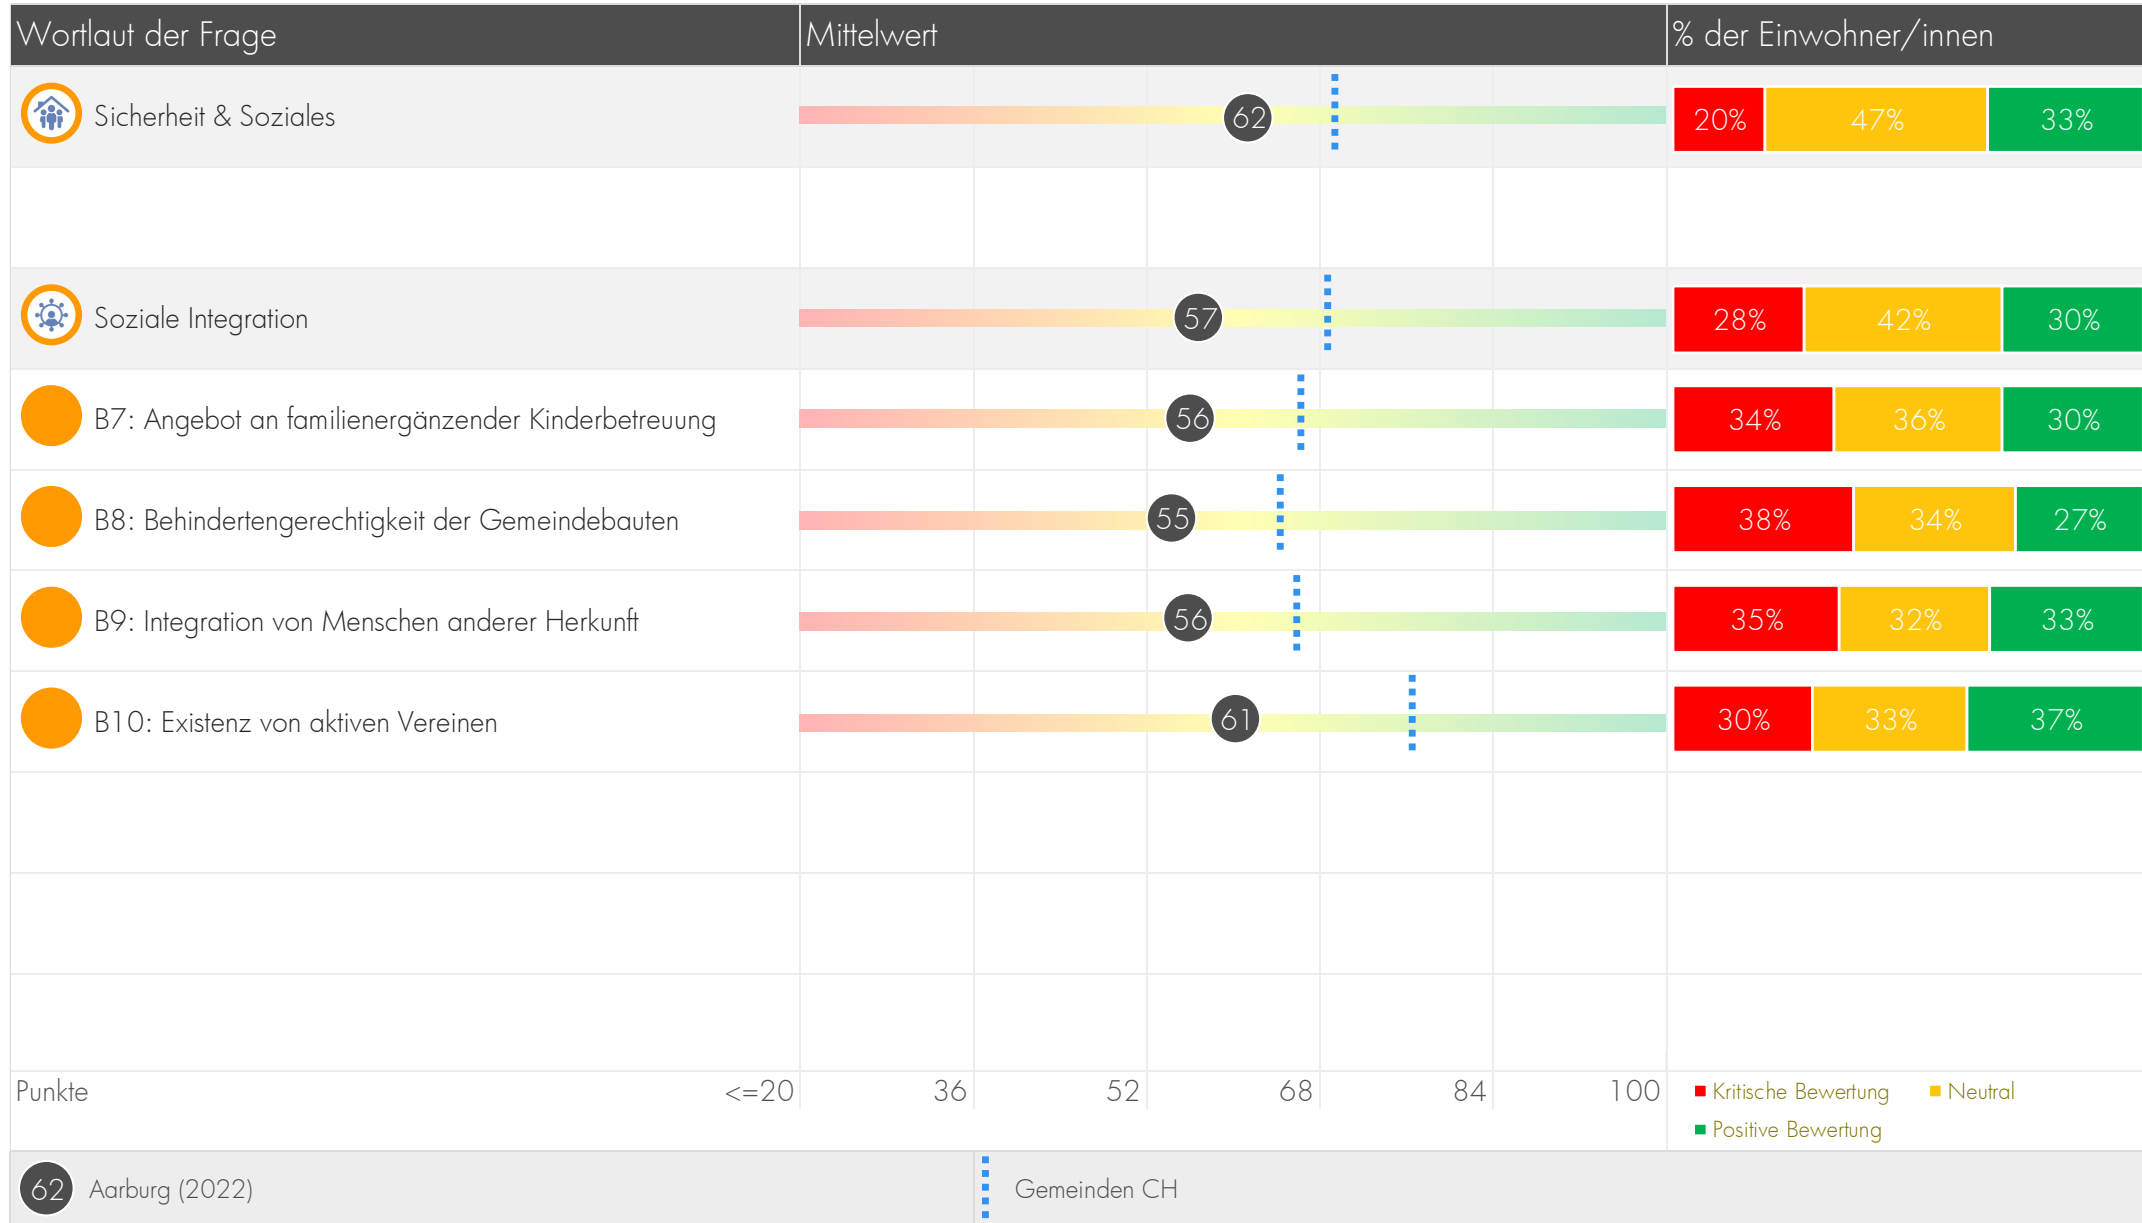 Wortlaut der Frage Mittelwert % der Einwohner/innen
Sicherheit & Soziales 62 20% 47% 33%
Soziale Integration 57 28% 42% 30%
B7: Angebot an familienergänzender Kinderbetreuung 56 34% 36% 30%
B8: Behindertengerechtigkeit der Gemeindebauten 55 38% 34% 27%
B9: Integration von Menschen anderer Herkunft 56 35% 32% 33%
B10: Existenz von aktiven Vereinen 61 30% 33% 37%
Punkte <=20 36 52 68 84 100 Kritische Bewertung Neutral
Positive Bewertung
62 Aarburg (2022) Gemeinden CH